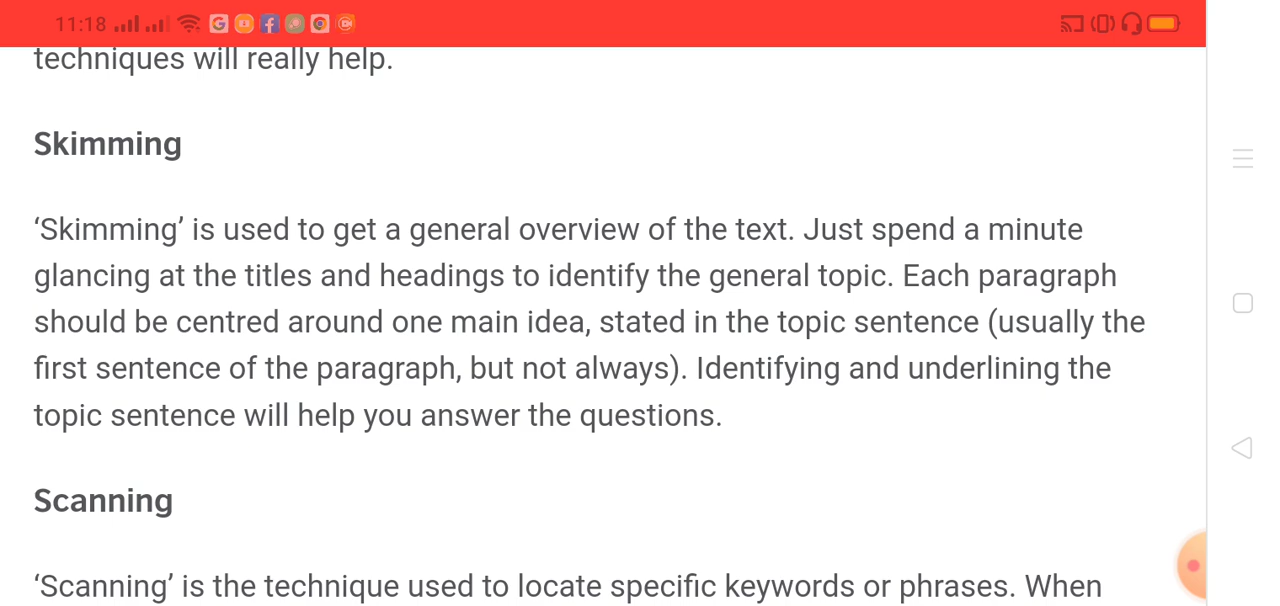 11:18
techniques will really help.
Skimming
‘Skimming’ is used to get a general overview of the text. Just spend a minute
glancing at the titles and headings to identify the general topic. Each paragraph
should be centred around one main idea, stated in the topic sentence (usually the
first sentence of the paragraph, but not always). Identifying and underlining the
topic sentence will help you answer the questions.
Scanning
‘Scanning’ is the technique used to locate specific keywords or phrases. When